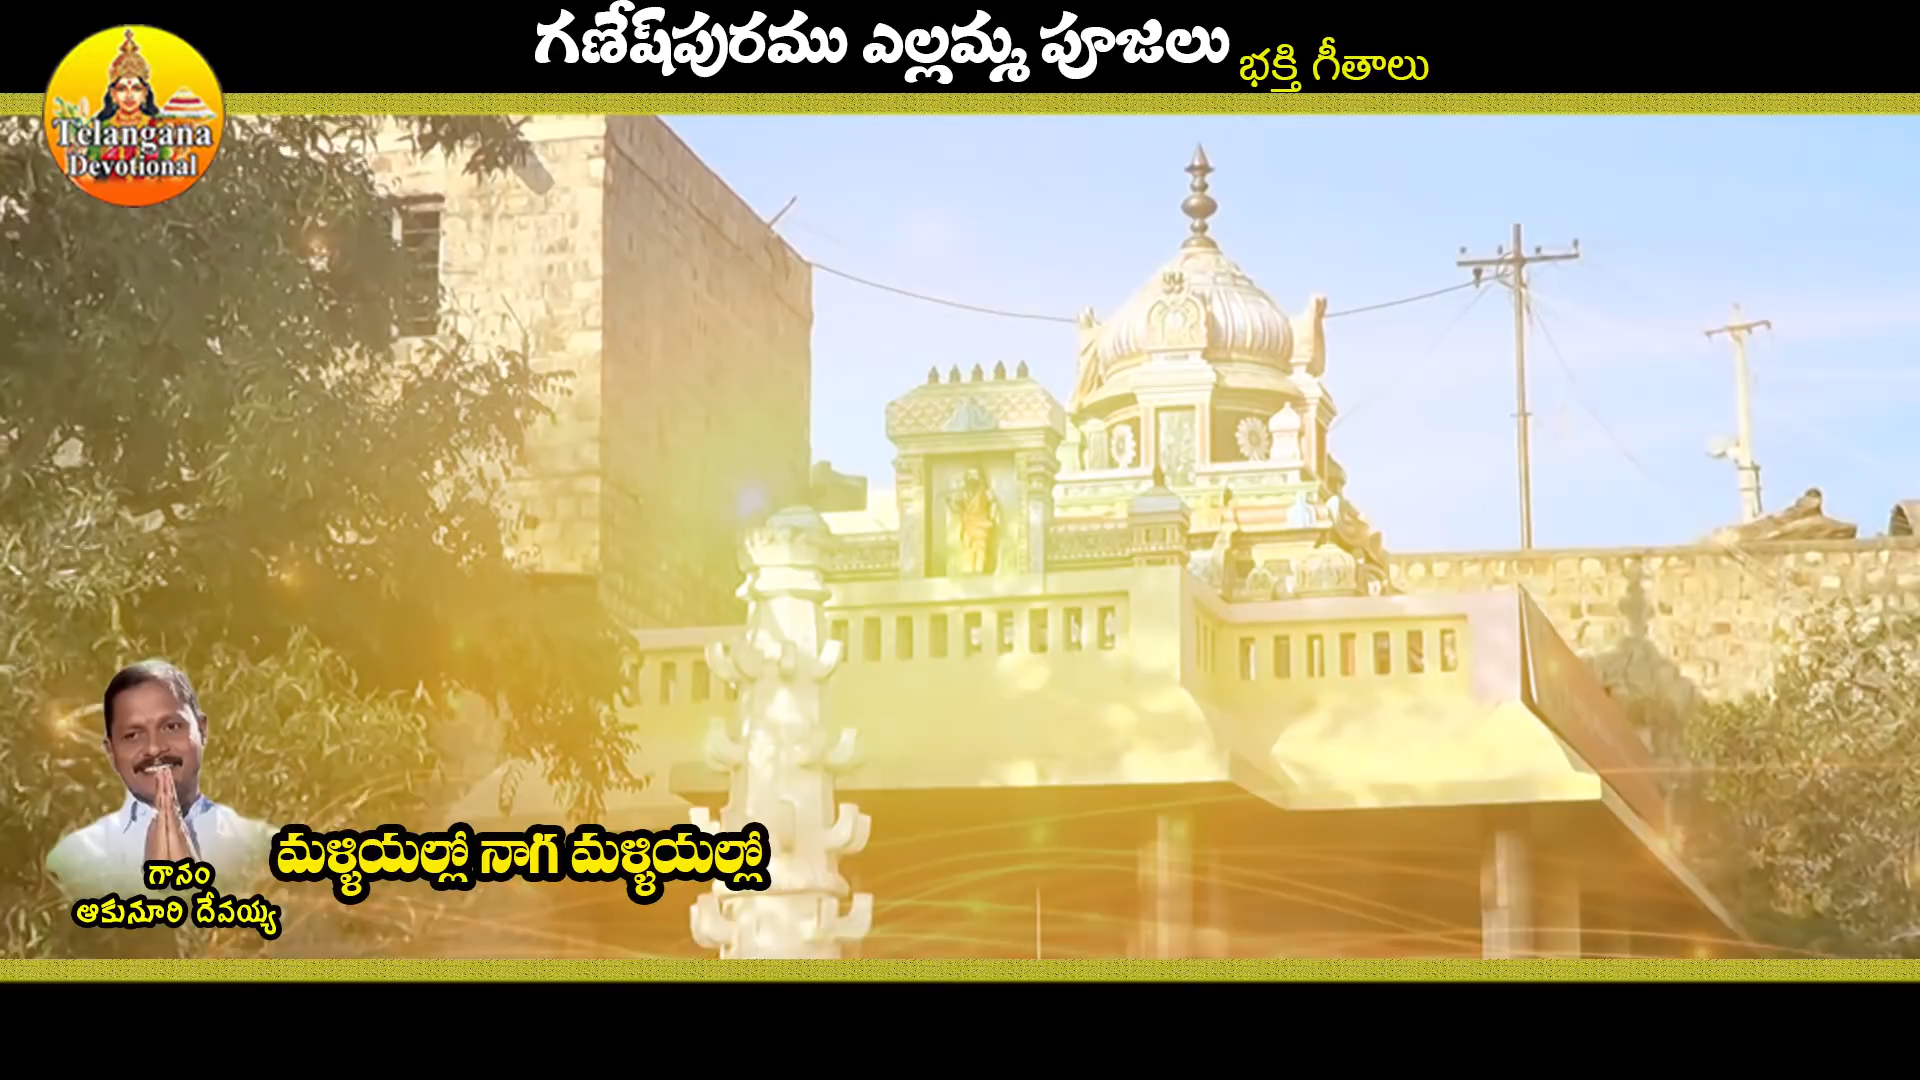 గణేష్‌పురము ఎల్లమ్మ పూజలు భక్తి గీతాలు
Telangana
Devotional
మళ్ళియల్లో నాగ మళ్ళియల్లో
గానం
ఆకునూరి దేవయ్య